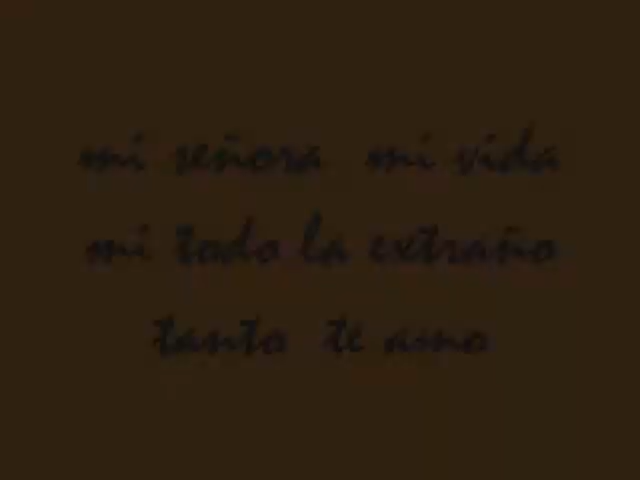 mi señora mi vida
mi todo la extraño
tanto te amo